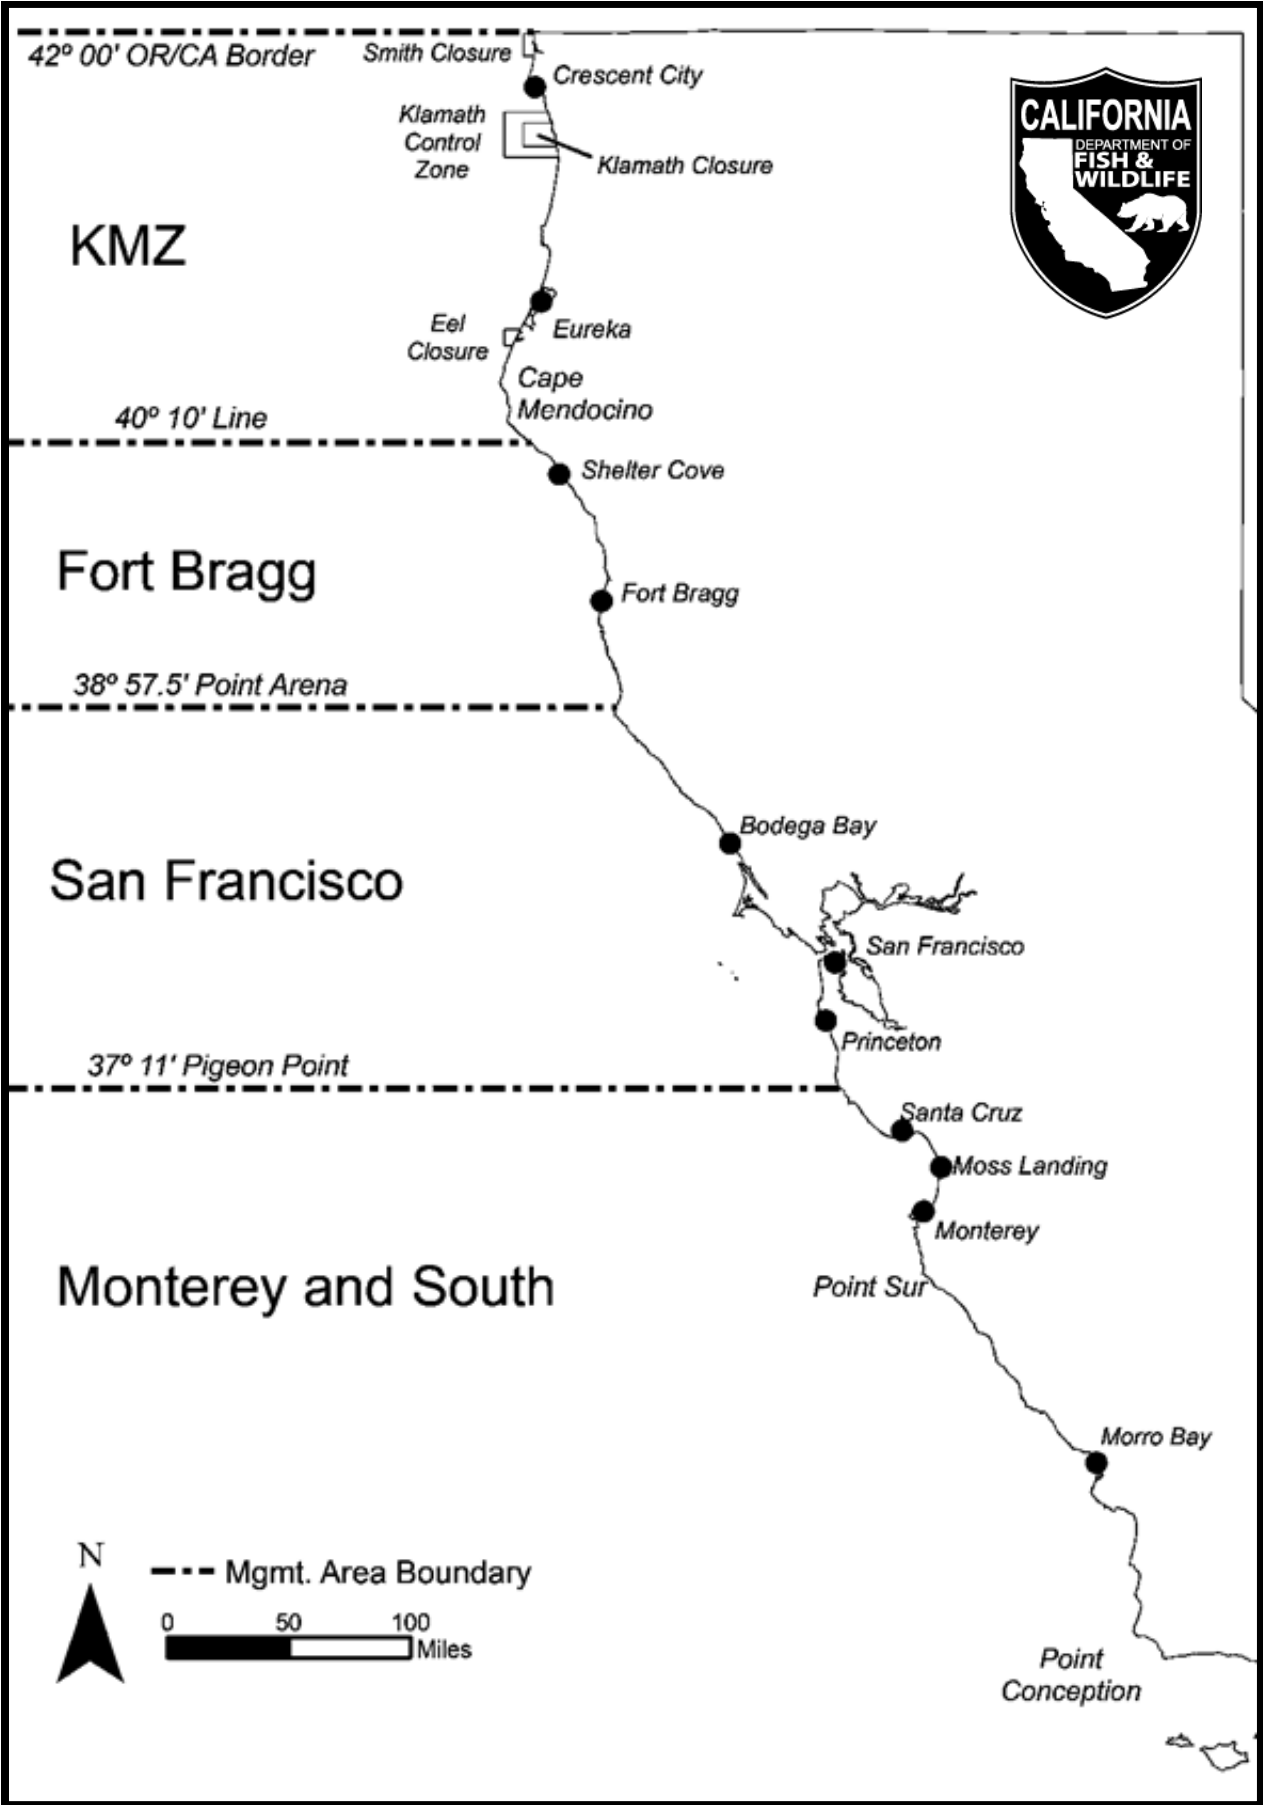 42º 00' OR/CA Border
Smith Closure
Crescent City
Klamath
Control
Zone
Klamath Closure
CALIFORNIA
DEPARTMENT OF
FISH &
WILDLIFE
KMZ
Eel
Closure
Eureka
Cape
Mendocino
40º 10' Line
Shelter Cove
Fort Bragg
Fort Bragg
38º 57.5' Point Arena
Bodega Bay
San Francisco
San Francisco
Princeton
37º 11' Pigeon Point
Santa Cruz
Moss Landing
Monterey
Monterey and South
Point Sur
Morro Bay
N
Mgmt. Area Boundary
0 50 100
Miles
Point
Conception